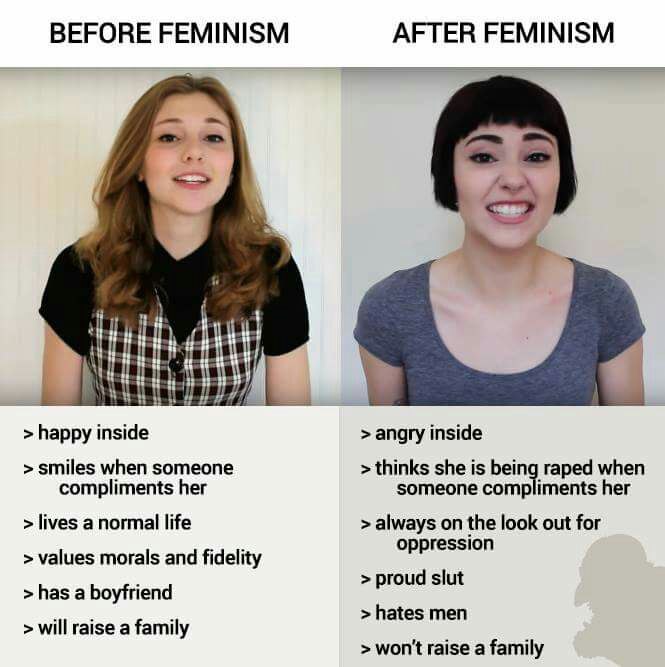 BEFORE FEMINISM
AFTER FEMINISM
> happy inside
> smiles when someone
compliments her
> lives a normal life
> values morals and fidelity
> has a boyfriend
> will raise a family
> angry inside
> thinks she is being raped when
someone compliments her
> always on the look out for
oppression
> proud slut
> hates men
> won't raise a family